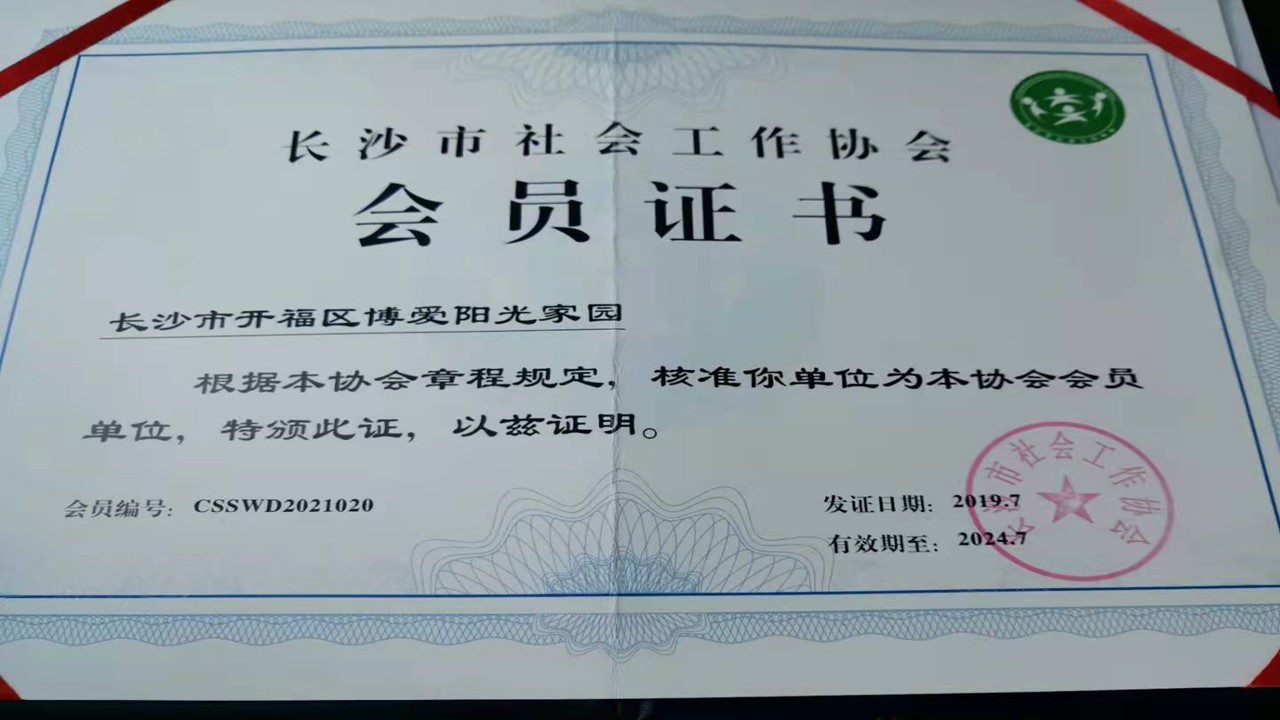 长沙市社会工作协会
会员证书
长沙市开福区博爱阳光家园
根据本协会章程规定，核准你单位为本协会会员
单位，特颁此证，以兹证明。
会员编号：CSSWD2021020
发证日期：2019.7
有效期至：2024.7
长沙市社会工作协会